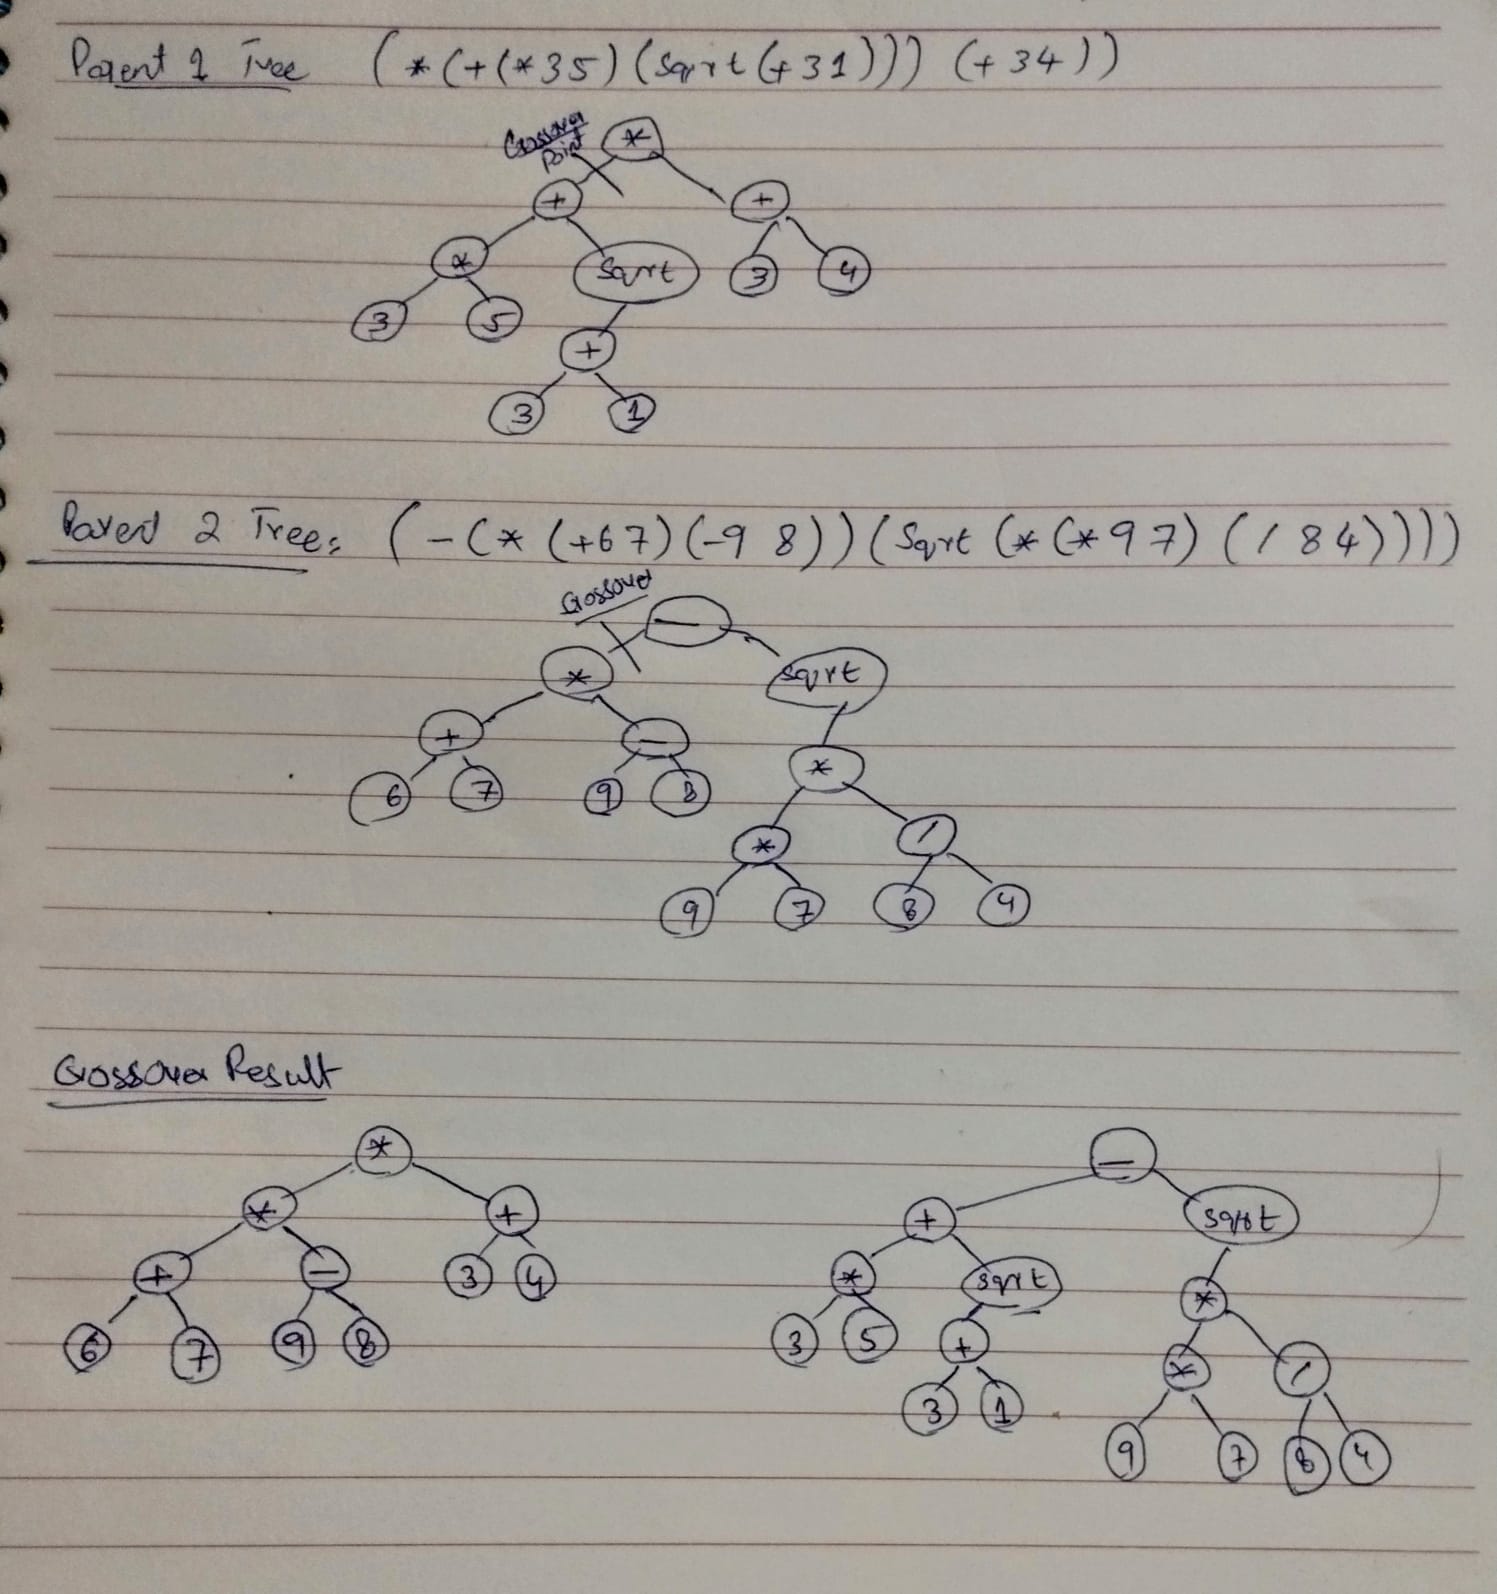 Parent 1 Tree (*(+(*35)(Sqrt(+31))) (+34))
Crossover
Point
*
+ +
* Sqrt 3 4
3 5
+
3 1
Parent 2 Tree: (-(*(+67)(-9 8))(Sqrt(*(*97)(/84))))
Crossover
—
* sqrt
+ — *
6 7 9 8
* /
9 7 8 4
Crossover Result
* —
* + + sqrt
+ — 3 4 * sqrt *
6 7 9 8 3 5 + * /
3 1 9 7 8 4